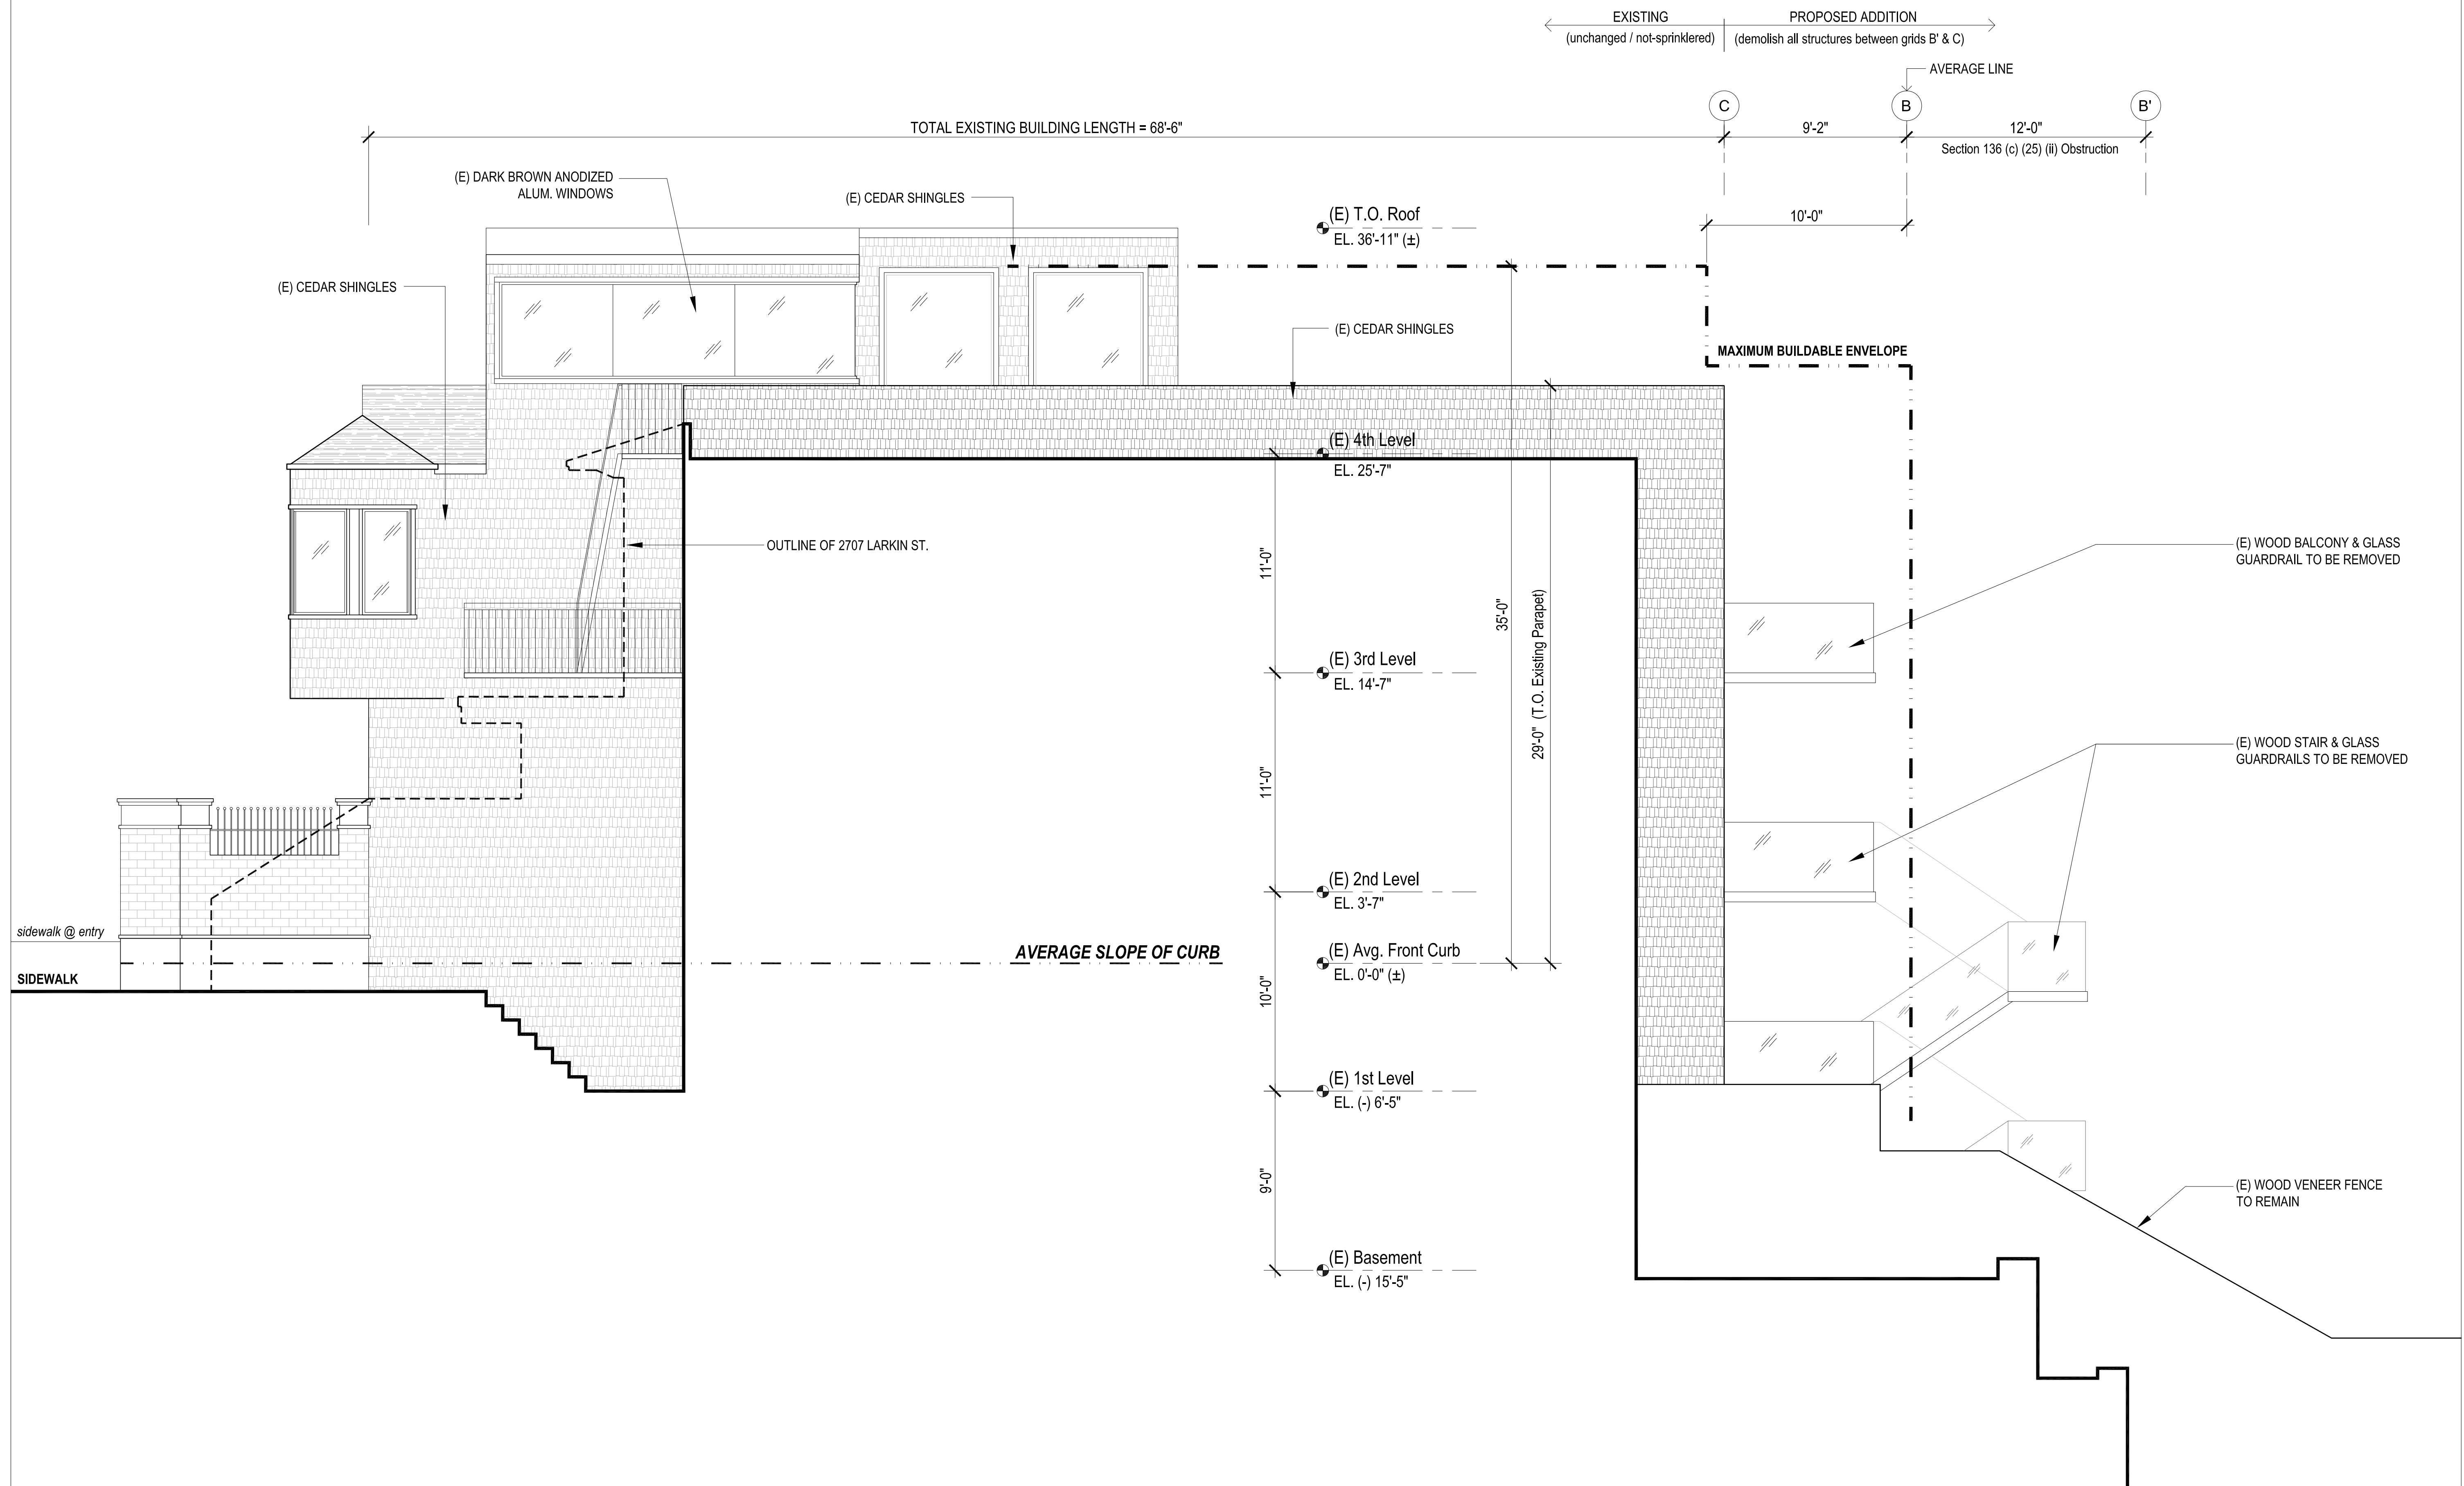 EXISTING
(unchanged / not-sprinklered)
PROPOSED ADDITION
(demolish all structures between grids B' & C)
AVERAGE LINE
C
B
B'
TOTAL EXISTING BUILDING LENGTH = 68'-6"
9'-2"
12'-0"
Section 136 (c) (25) (ii) Obstruction
(E) DARK BROWN ANODIZED
ALUM. WINDOWS
(E) CEDAR SHINGLES
(E) T.O. Roof
EL. 36'-11" (±)
10'-0"
(E) CEDAR SHINGLES
(E) CEDAR SHINGLES
MAXIMUM BUILDABLE ENVELOPE
(E) 4th Level
EL. 25'-7"
OUTLINE OF 2707 LARKIN ST.
11'-0"
35'-0"
29'-0" (T.O. Existing Parapet)
(E) WOOD BALCONY & GLASS
GUARDRAIL TO BE REMOVED
(E) 3rd Level
EL. 14'-7"
11'-0"
(E) WOOD STAIR & GLASS
GUARDRAILS TO BE REMOVED
(E) 2nd Level
EL. 3'-7"
sidewalk @ entry
AVERAGE SLOPE OF CURB
(E) Avg. Front Curb
EL. 0'-0" (±)
SIDEWALK
10'-0"
(E) 1st Level
EL. (-) 6'-5"
9'-0"
(E) WOOD VENEER FENCE
TO REMAIN
(E) Basement
EL. (-) 15'-5"